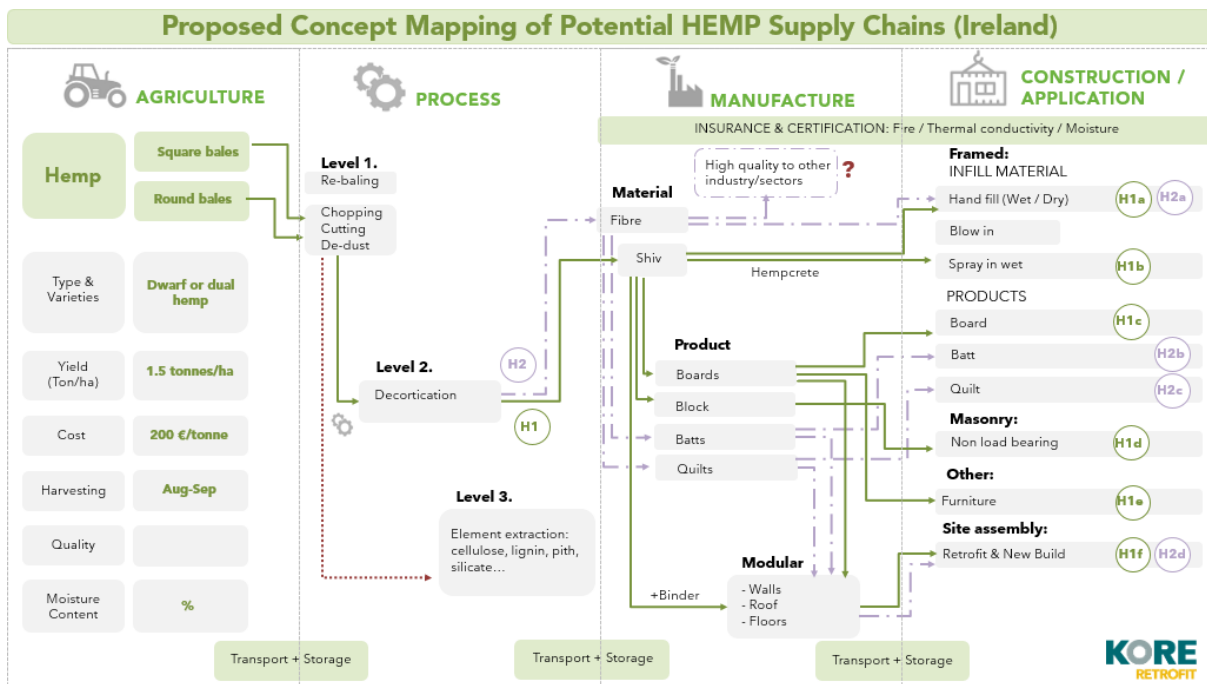 Proposed Concept Mapping of Potential HEMP Supply Chains (Ireland)
AGRICULTURE
Hemp
Square bales
Round bales
Type &
Varieties
Dwarf or dual
hemp
Yield
(Ton/ha)
1.5 tonnes/ha
Cost
200 €/tonne
Harvesting
Aug-Sep
Quality
Moisture
Content
%
Transport + Storage
PROCESS
Level 1.
Re-baling
Chopping
Cutting
De-dust
Level 2.
Decortication
H2
H1
Level 3.
Element extraction:
cellulose, lignin, pith,
silicate...
Transport + Storage
MANUFACTURE
INSURANCE & CERTIFICATION: Fire / Thermal conductivity / Moisture
High quality to other
industry/sectors
?
Material
Fibre
Shiv
Hempcrete
Product
Boards
Block
Batts
Quilts
Modular
+Binder
- Walls
- Roof
- Floors
Transport + Storage
CONSTRUCTION /
APPLICATION
Framed:
INFILL MATERIAL
Hand fill (Wet / Dry)
H1a
H2a
Blow in
Spray in wet
H1b
PRODUCTS
Board
H1c
Batt
H2b
Quilt
H2c
Masonry:
Non load bearing
H1d
Other:
Furniture
H1e
Site assembly:
Retrofit & New Build
H1f
H2d
KORE
RETROFIT